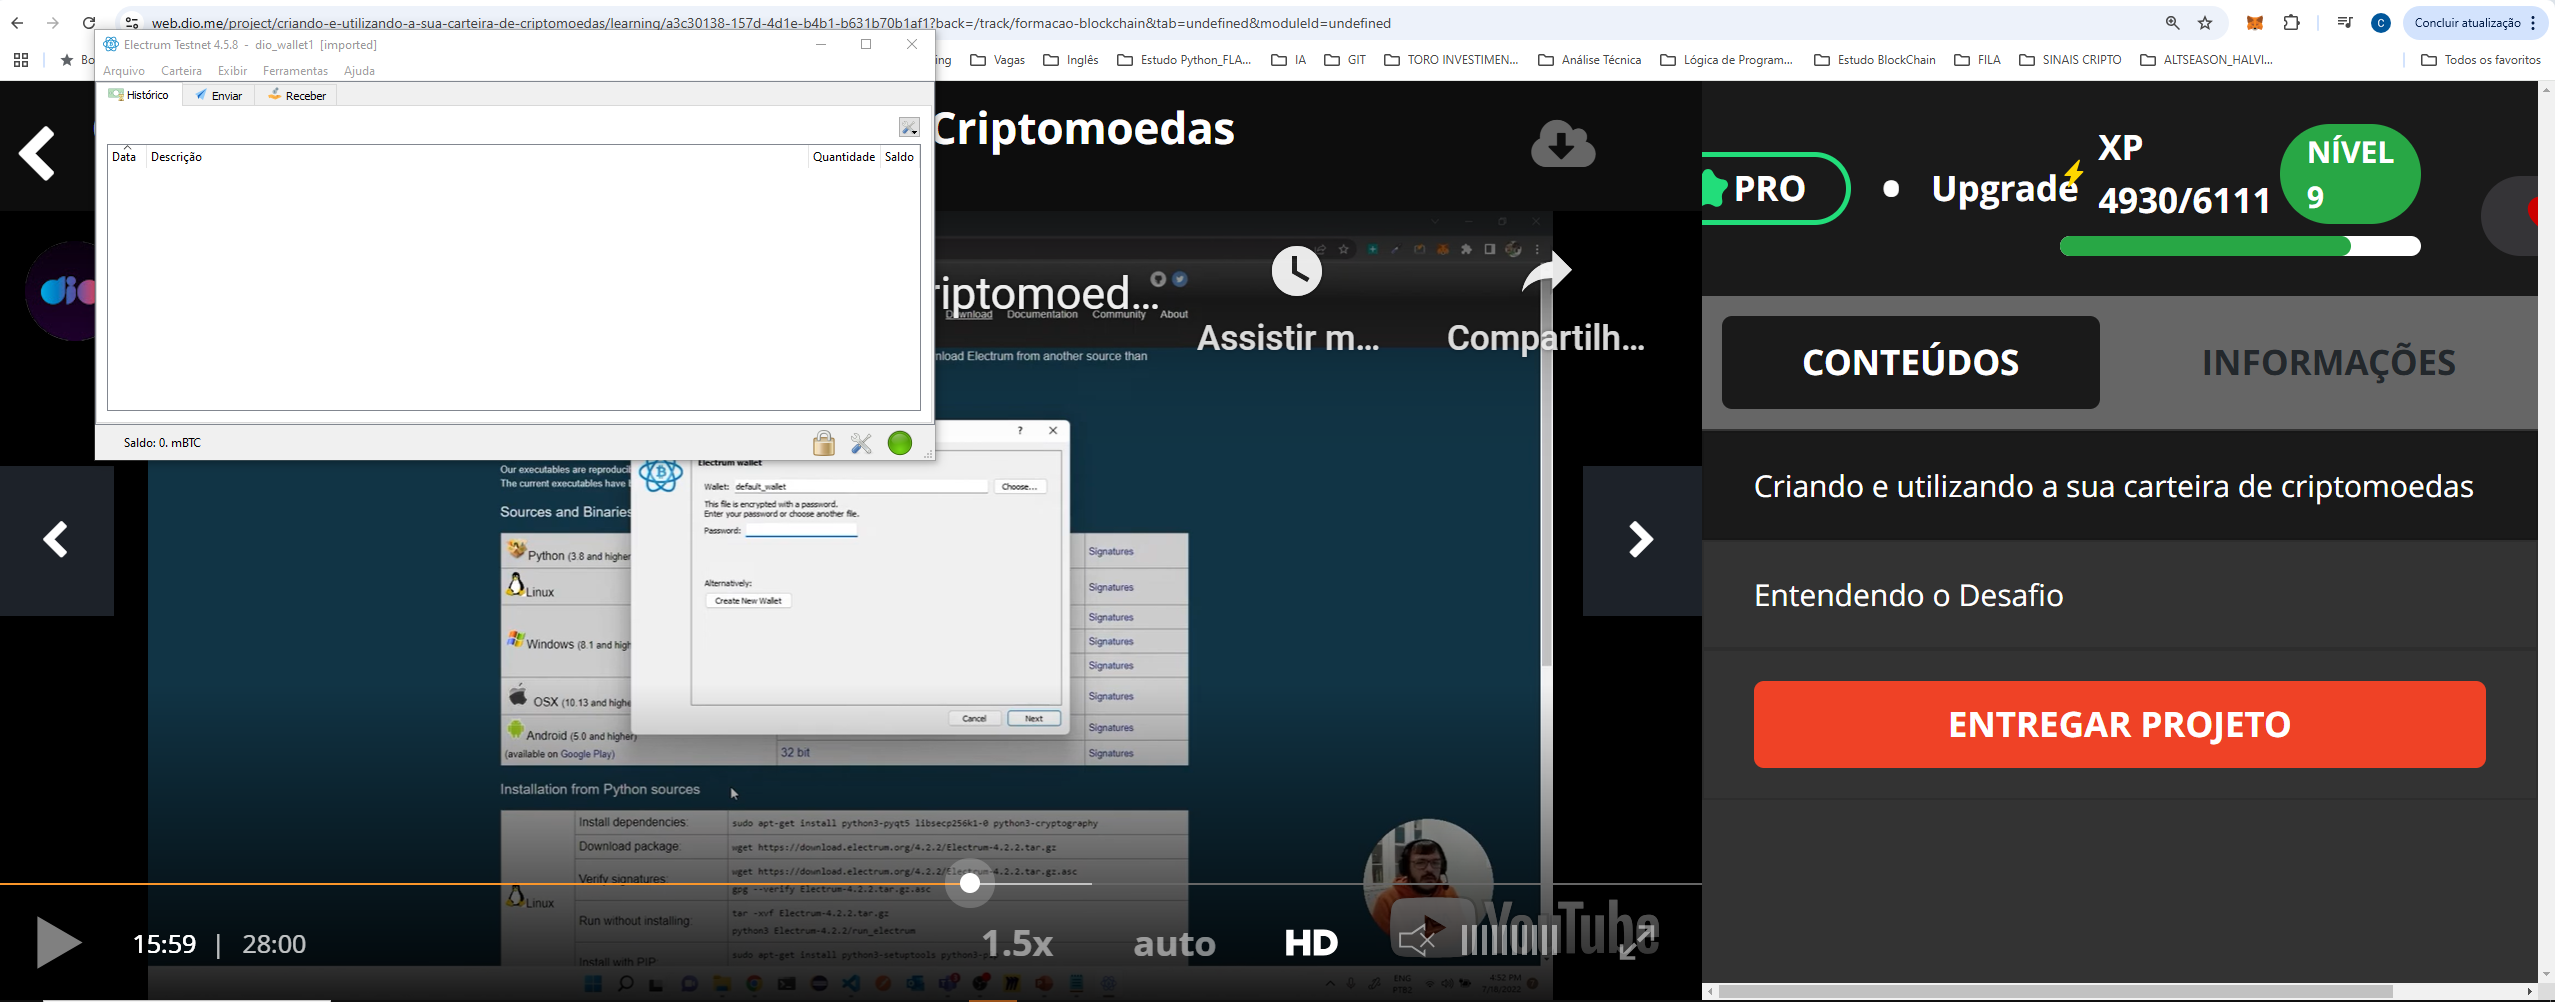 web.dio.me/project/criando-e-utilizando-a-sua-carteira-de-criptomoedas/learning/a3c30138-157d-4d1e-b4b1-b631b70b1af1?back=/track/formacao-blockchain&tab=undefined&moduleId=undefined
C
Concluir atualização
Bo
ing
Vagas
Inglês
Estudo Python_FLA...
IA
GIT
TORO INVESTIMEN...
Análise Técnica
Lógica de Program...
Estudo BlockChain
FILA
SINAIS CRIPTO
ALTSEASON_HALVI...
Todos os favoritos
Electrum Testnet 4.5.8 - dio_wallet1 [imported]
Arquivo Carteira Exibir Ferramentas Ajuda
Histórico Enviar Receber
Data Descrição Quantidade Saldo
Saldo: 0. mBTC
Criptomoedas
riptomoed...
Assistir m...
Compartilh...
Download Documentation Community About
nload Electrum from another source than
Our executables are reproducil
The current executables have l
Sources and Binaries
Python (3.8 and higher Signatures
Linux Signatures
Signatures
Windows (8.1 and high Signatures
Signatures
OSX (10.13 and highe Signatures
Android (5.0 and higher) Signatures
(available on Google Play) 32 bit Signatures
Electrum wallet
Wallet: default_wallet Choose...
This file is encrypted with a password.
Enter your password or choose another file.
Password:
Alternatively:
Create New Wallet
Cancel Next
Installation from Python sources
Install dependencies: sudo apt-get install python3-pyqt5 libsecp256k1-0 python3-cryptography
Download package: wget https://download.electrum.org/4.2.2/Electrum-4.2.2.tar.gz
wget https://download.electrum.org/4.2.2/Electrum-4.2.2.tar.gz.asc
Verify signatures:
gpg --verify Electrum-4.2.2.tar.gz.asc
Linux
Run without installing: tar -xvf Electrum-4.2.2.tar.gz
python3 Electrum-4.2.2/run_electrum
Install with PIP: sudo apt-get install python3-setuptools python3-pip
15:59 | 28:00
1.5x
auto
HD
YouTube
ENG
4:52 PM
7/18/2022
PRO
•
Upgrade
XP
4930/6111
NÍVEL
9
CONTEÚDOS
INFORMAÇÕES
Criando e utilizando a sua carteira de criptomoedas
Entendendo o Desafio
ENTREGAR PROJETO